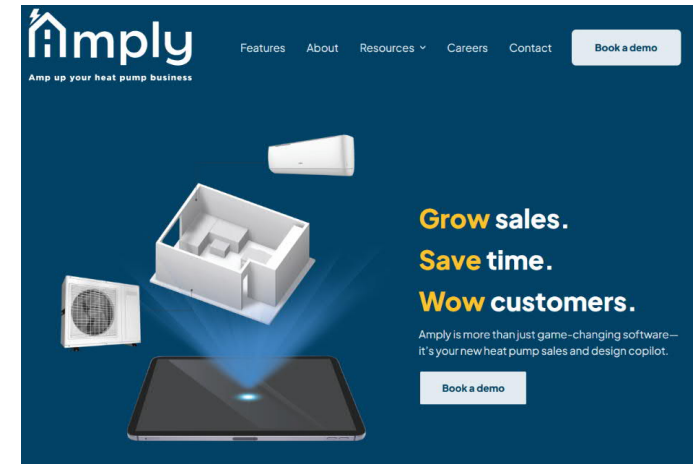 Amply
Amp up your heat pump business
Features About Resources Careers Contact Book a demo
Grow sales.
Save time.
Wow customers.
Amply is more than just game-changing software—
it's your new heat pump sales and design copilot.
Book a demo